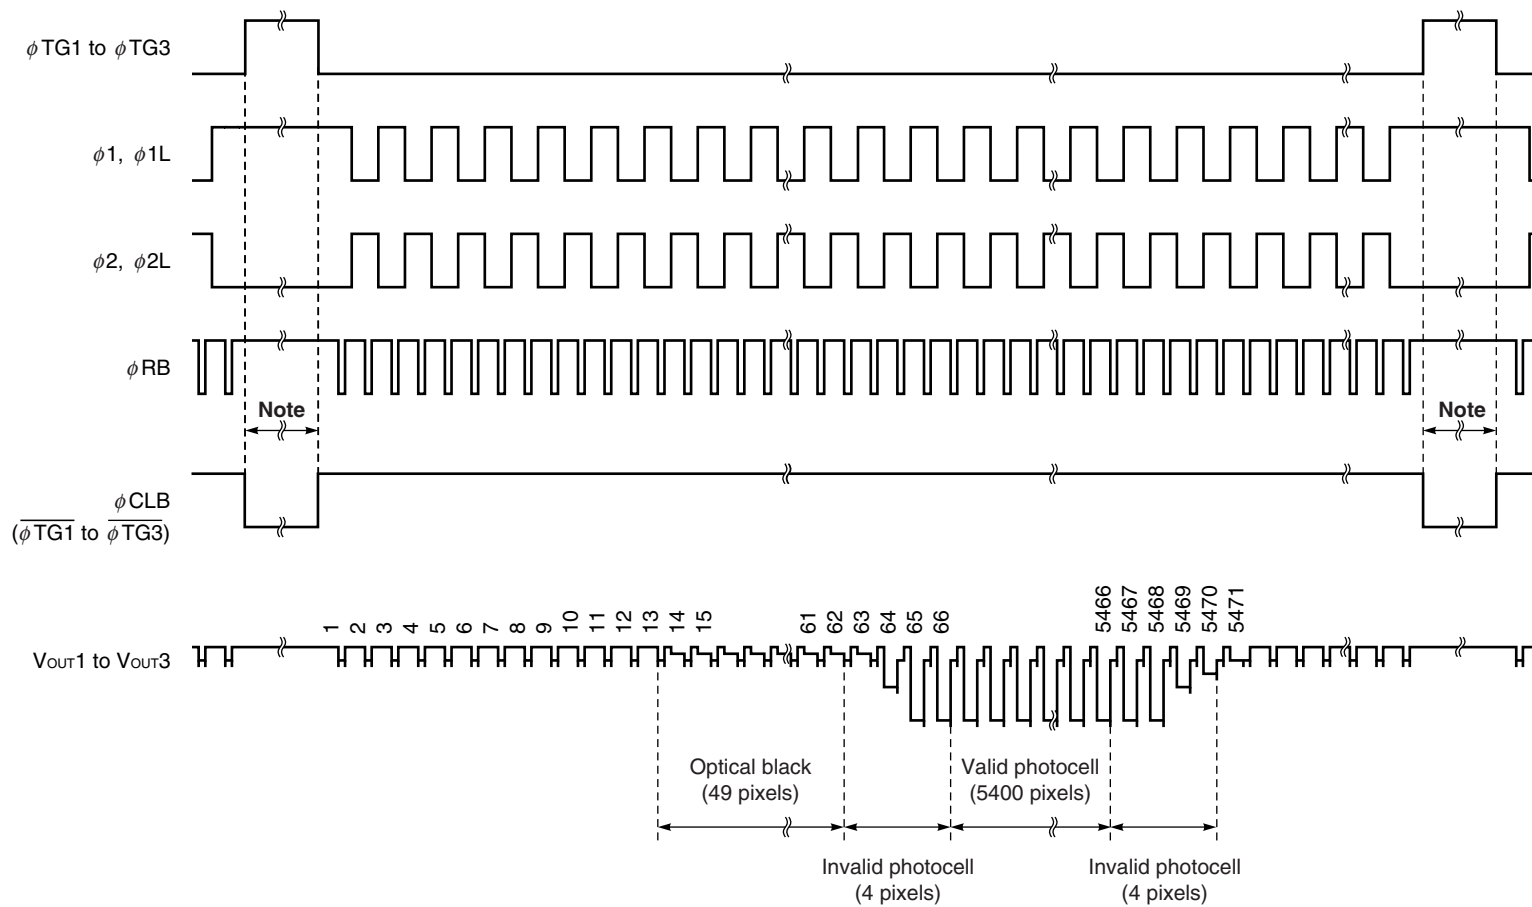 φTG1 to φTG3
φ1, φ1L
φ2, φ2L
φRB
Note
Note
φCLB
(φTG1 to φTG3)
1 2 3 4 5 6 7 8 9 10 11 12 13 14 15 61 62 63 64 65 66 5466 5467 5468 5469 5470 5471
VOUT1 to VOUT3
Optical black
(49 pixels)
Valid photocell
(5400 pixels)
Invalid photocell
(4 pixels)
Invalid photocell
(4 pixels)